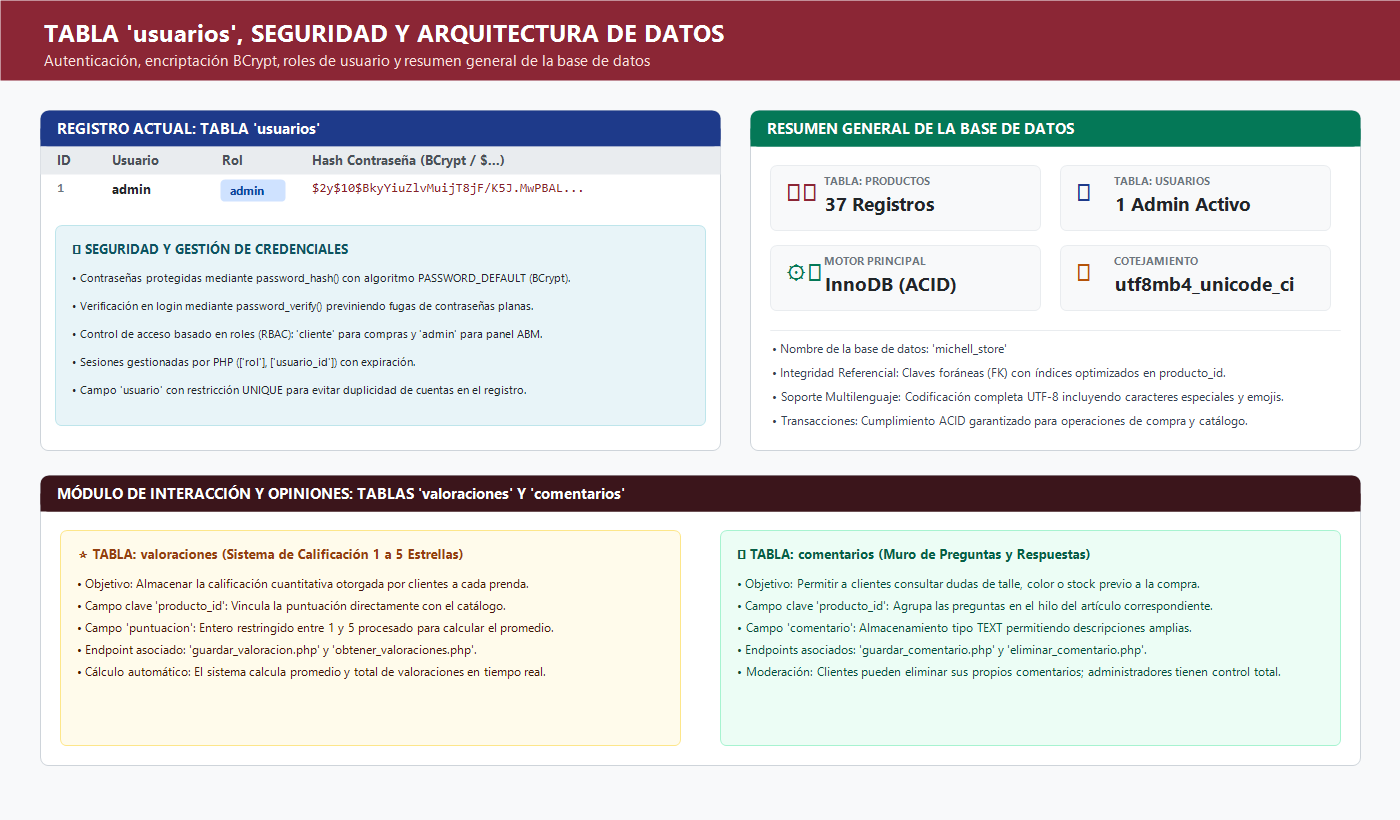 TABLA 'usuarios', SEGURIDAD Y ARQUITECTURA DE DATOS
Autenticación, encriptación BCrypt, roles de usuario y resumen general de la base de datos
REGISTRO ACTUAL: TABLA 'usuarios'
ID Usuario Rol Hash Contraseña (BCrypt / $...)
1 admin admin $2y$10$BkyYiuZlvMuijT8jF/K5J.MwPBAL...
SEGURIDAD Y GESTIÓN DE CREDENCIALES
• Contraseñas protegidas mediante password_hash() con algoritmo PASSWORD_DEFAULT (BCrypt).
• Verificación en login mediante password_verify() previniendo fugas de contraseñas planas.
• Control de acceso basado en roles (RBAC): 'cliente' para compras y 'admin' para panel ABM.
• Sesiones gestionadas por PHP (['rol'], ['usuario_id']) con expiración.
• Campo 'usuario' con restricción UNIQUE para evitar duplicidad de cuentas en el registro.
RESUMEN GENERAL DE LA BASE DE DATOS
TABLA: PRODUCTOS
37 Registros
TABLA: USUARIOS
1 Admin Activo
MOTOR PRINCIPAL
InnoDB (ACID)
COTEJAMIENTO
utf8mb4_unicode_ci
• Nombre de la base de datos: 'michell_store'
• Integridad Referencial: Claves foráneas (FK) con índices optimizados en producto_id.
• Soporte Multilenguaje: Codificación completa UTF-8 incluyendo caracteres especiales y emojis.
• Transacciones: Cumplimiento ACID garantizado para operaciones de compra y catálogo.
MÓDULO DE INTERACCIÓN Y OPINIONES: TABLAS 'valoraciones' Y 'comentarios'
⭐ TABLA: valoraciones (Sistema de Calificación 1 a 5 Estrellas)
• Objetivo: Almacenar la calificación cuantitativa otorgada por clientes a cada prenda.
• Campo clave 'producto_id': Vincula la puntuación directamente con el catálogo.
• Campo 'puntuacion': Entero restringido entre 1 y 5 procesado para calcular el promedio.
• Endpoint asociado: 'guardar_valoracion.php' y 'obtener_valoraciones.php'.
• Cálculo automático: El sistema calcula promedio y total de valoraciones en tiempo real.
TABLA: comentarios (Muro de Preguntas y Respuestas)
• Objetivo: Permitir a clientes consultar dudas de talle, color o stock previo a la compra.
• Campo clave 'producto_id': Agrupa las preguntas en el hilo del artículo correspondiente.
• Campo 'comentario': Almacenamiento tipo TEXT permitiendo descripciones amplias.
• Endpoints asociados: 'guardar_comentario.php' y 'eliminar_comentario.php'.
• Moderación: Clientes pueden eliminar sus propios comentarios; administradores tienen control total.